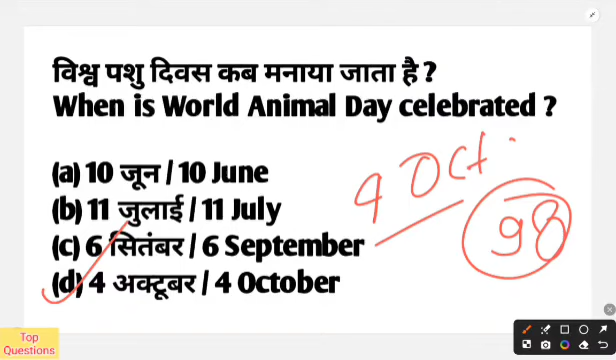 विश्व पशु दिवस कब मनाया जाता है ?
When is World Animal Day celebrated ?
(a) 10 जून / 10 June
(b) 11 जुलाई / 11 July
(c) 6 सितंबर / 6 September
(d) 4 अक्टूबर / 4 October
4 Oct.
98
Top
Questions